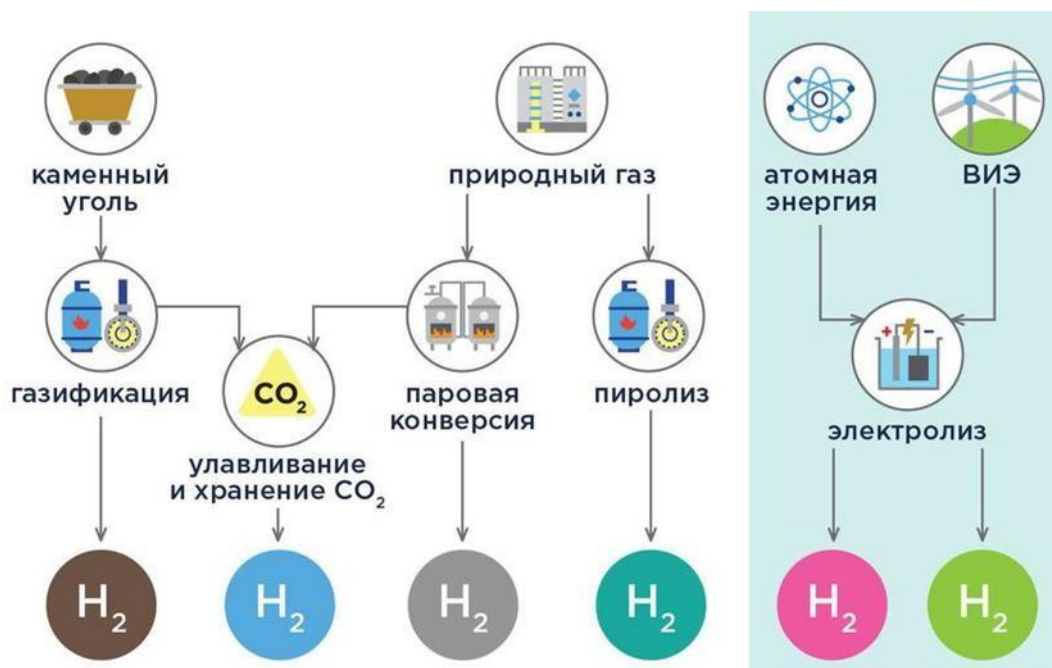 каменный
уголь
природный газ
атомная
энергия
ВИЭ
+ −
газификация
CO₂
паровая
конверсия
пиролиз
электролиз
улавливание
и хранение CO₂
H₂
H₂
H₂
H₂
H₂
H₂